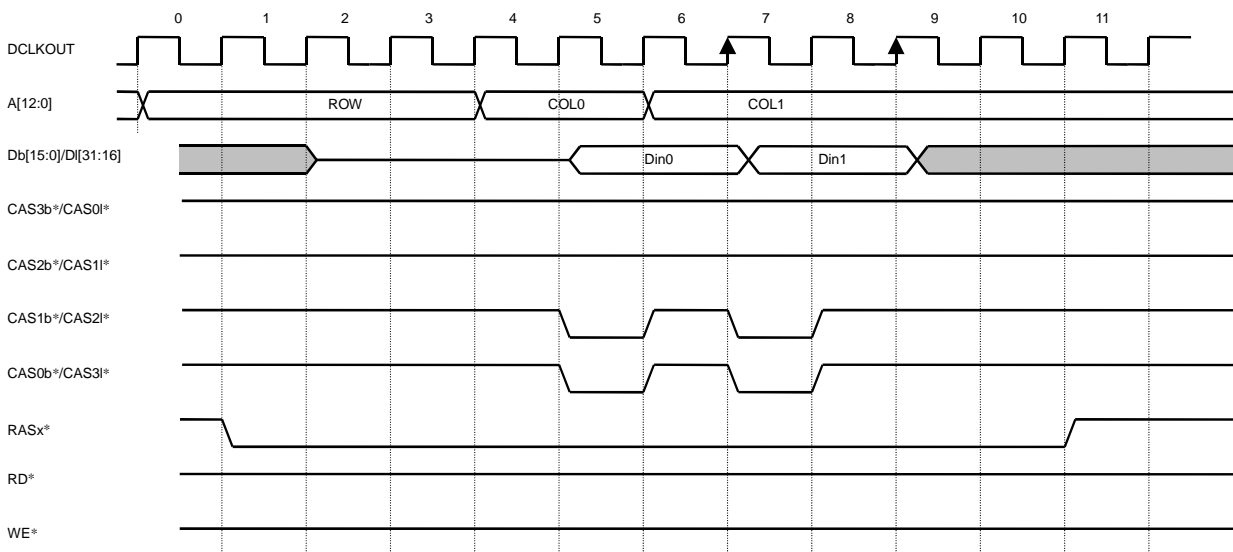 0 1 2 3 4 5 6 7 8 9 10 11
DCLKOUT
A[12:0] ROW COL0 COL1
Db[15:0]/Dl[31:16] Din0 Din1
CAS3b*/CAS0l*
CAS2b*/CAS1l*
CAS1b*/CAS2l*
CAS0b*/CAS3l*
RASx*
RD*
WE*